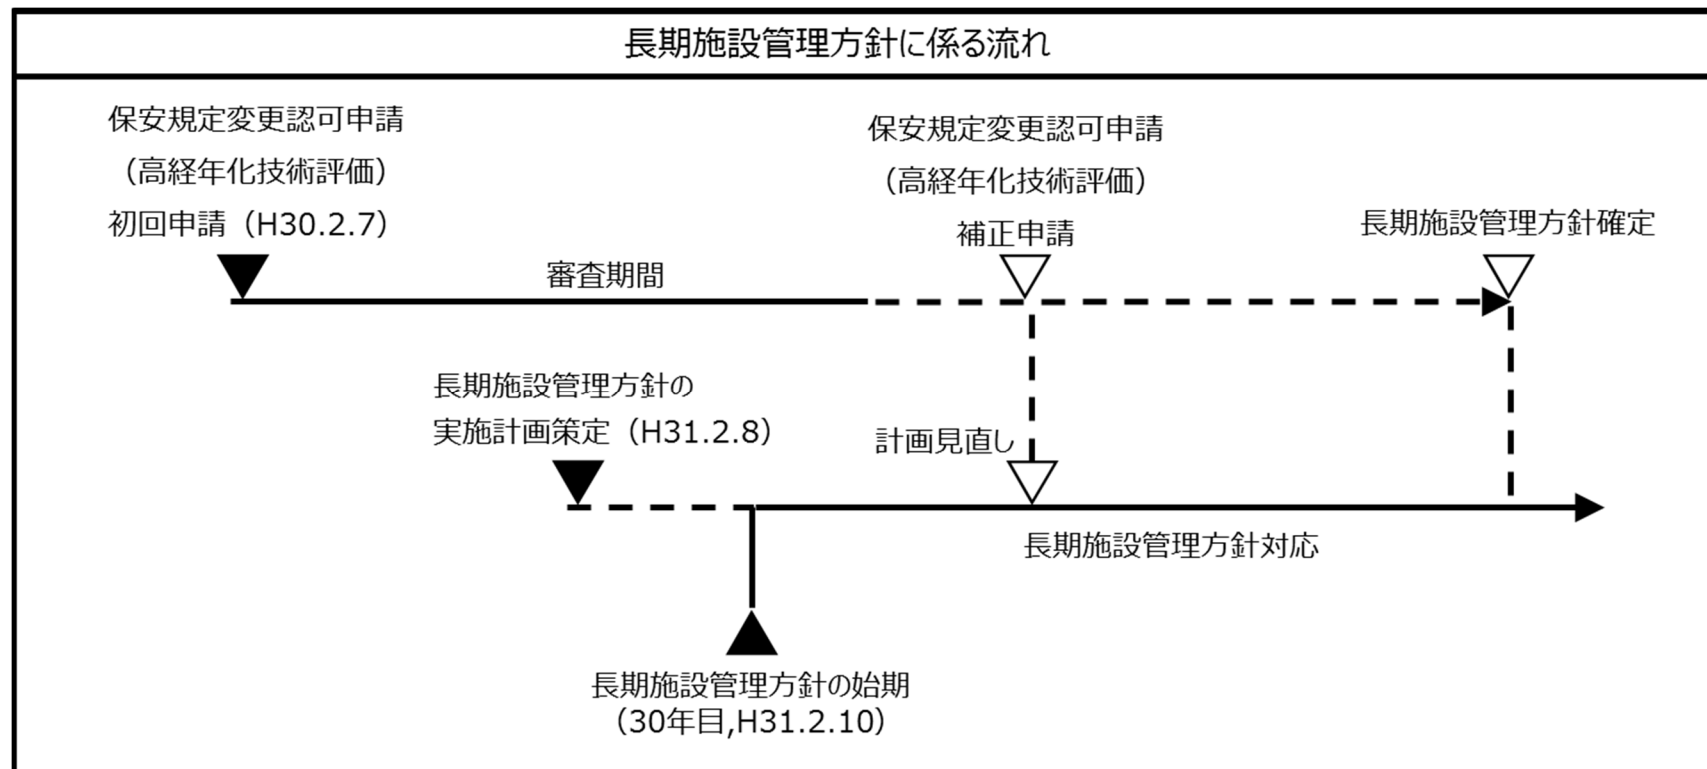 長期施設管理方針に係る流れ
保安規定変更認可申請
（高経年化技術評価）
初回申請（H30.2.7）
保安規定変更認可申請
（高経年化技術評価）
補正申請
長期施設管理方針確定
審査期間
長期施設管理方針の
実施計画策定（H31.2.8）
計画見直し
長期施設管理方針対応
長期施設管理方針の始期
（30年目,H31.2.10）